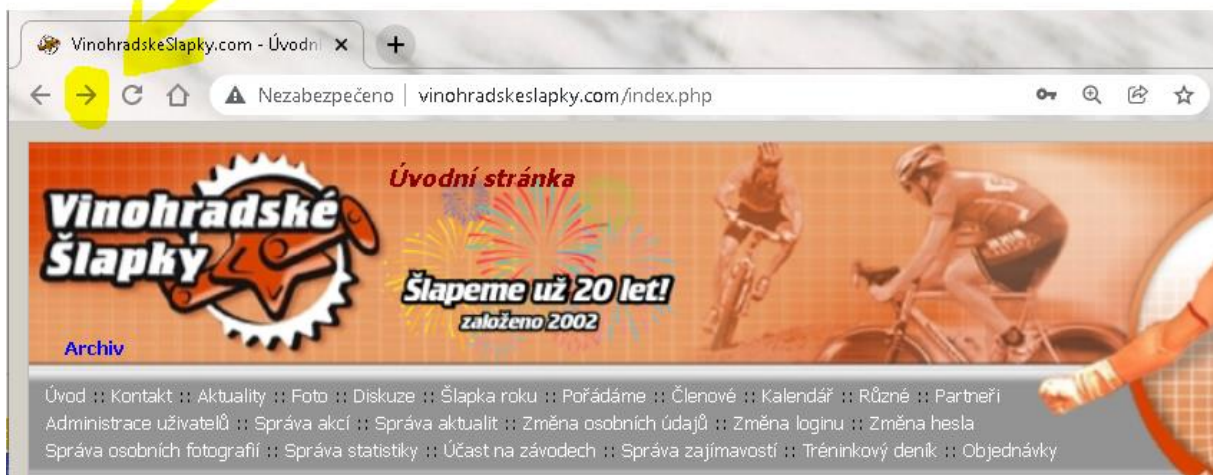 VinohradskeSlapky.com - Úvodní
Nezabezpečeno | vinohradskeslapky.com/index.php
Úvodní stránka
Vinohradské
Šlapky
Šlapeme už 20 let!
založeno 2002
Archiv
Úvod :: Kontakt :: Aktuality :: Foto :: Diskuze :: Šlapka roku :: Pořádáme :: Členové :: Kalendář :: Různé :: Partneři
Administrace uživatelů :: Správa akcí :: Správa aktualit :: Změna osobních údajů :: Změna loginu :: Změna hesla
Správa osobních fotografií :: Správa statistiky :: Účast na závodech :: Správa zajímavostí :: Tréninkový deník :: Objednávky